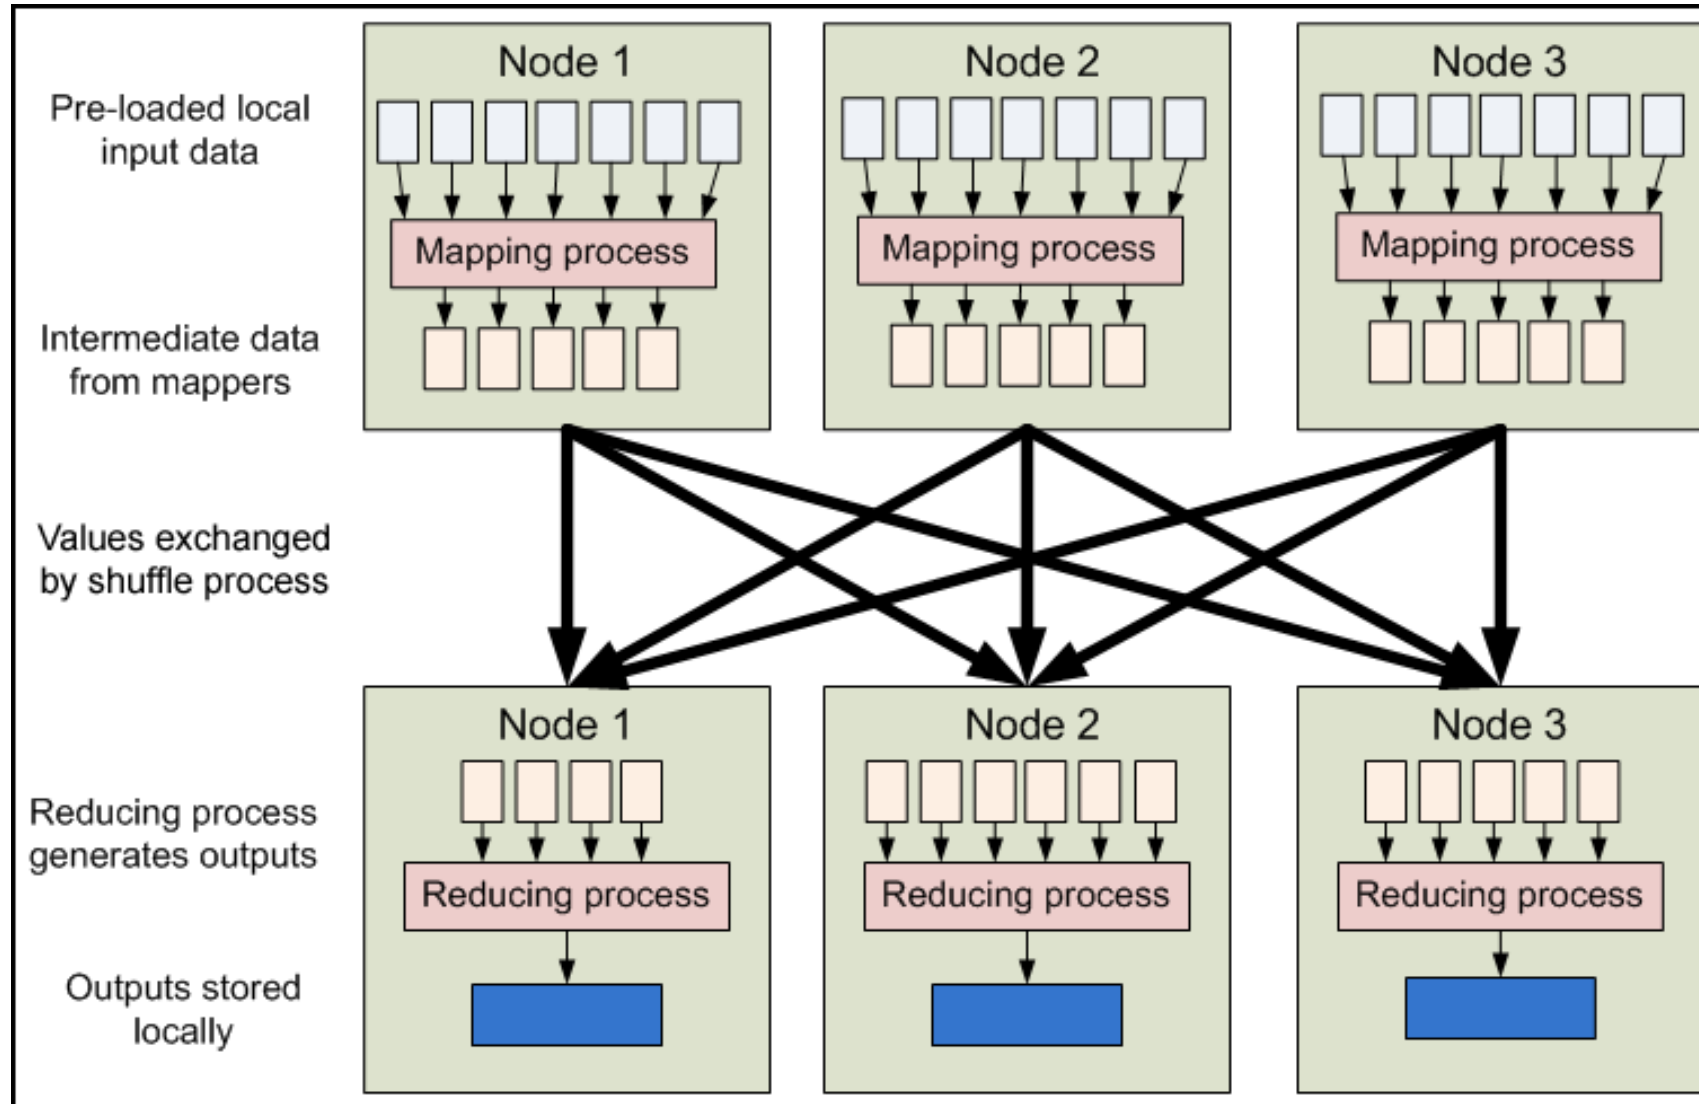 Node 1
Node 2
Node 3
Pre-loaded local
input data
Mapping process
Mapping process
Mapping process
Intermediate data
from mappers
Values exchanged
by shuffle process
Node 1
Node 2
Node 3
Reducing process
generates outputs
Reducing process
Reducing process
Reducing process
Outputs stored
locally